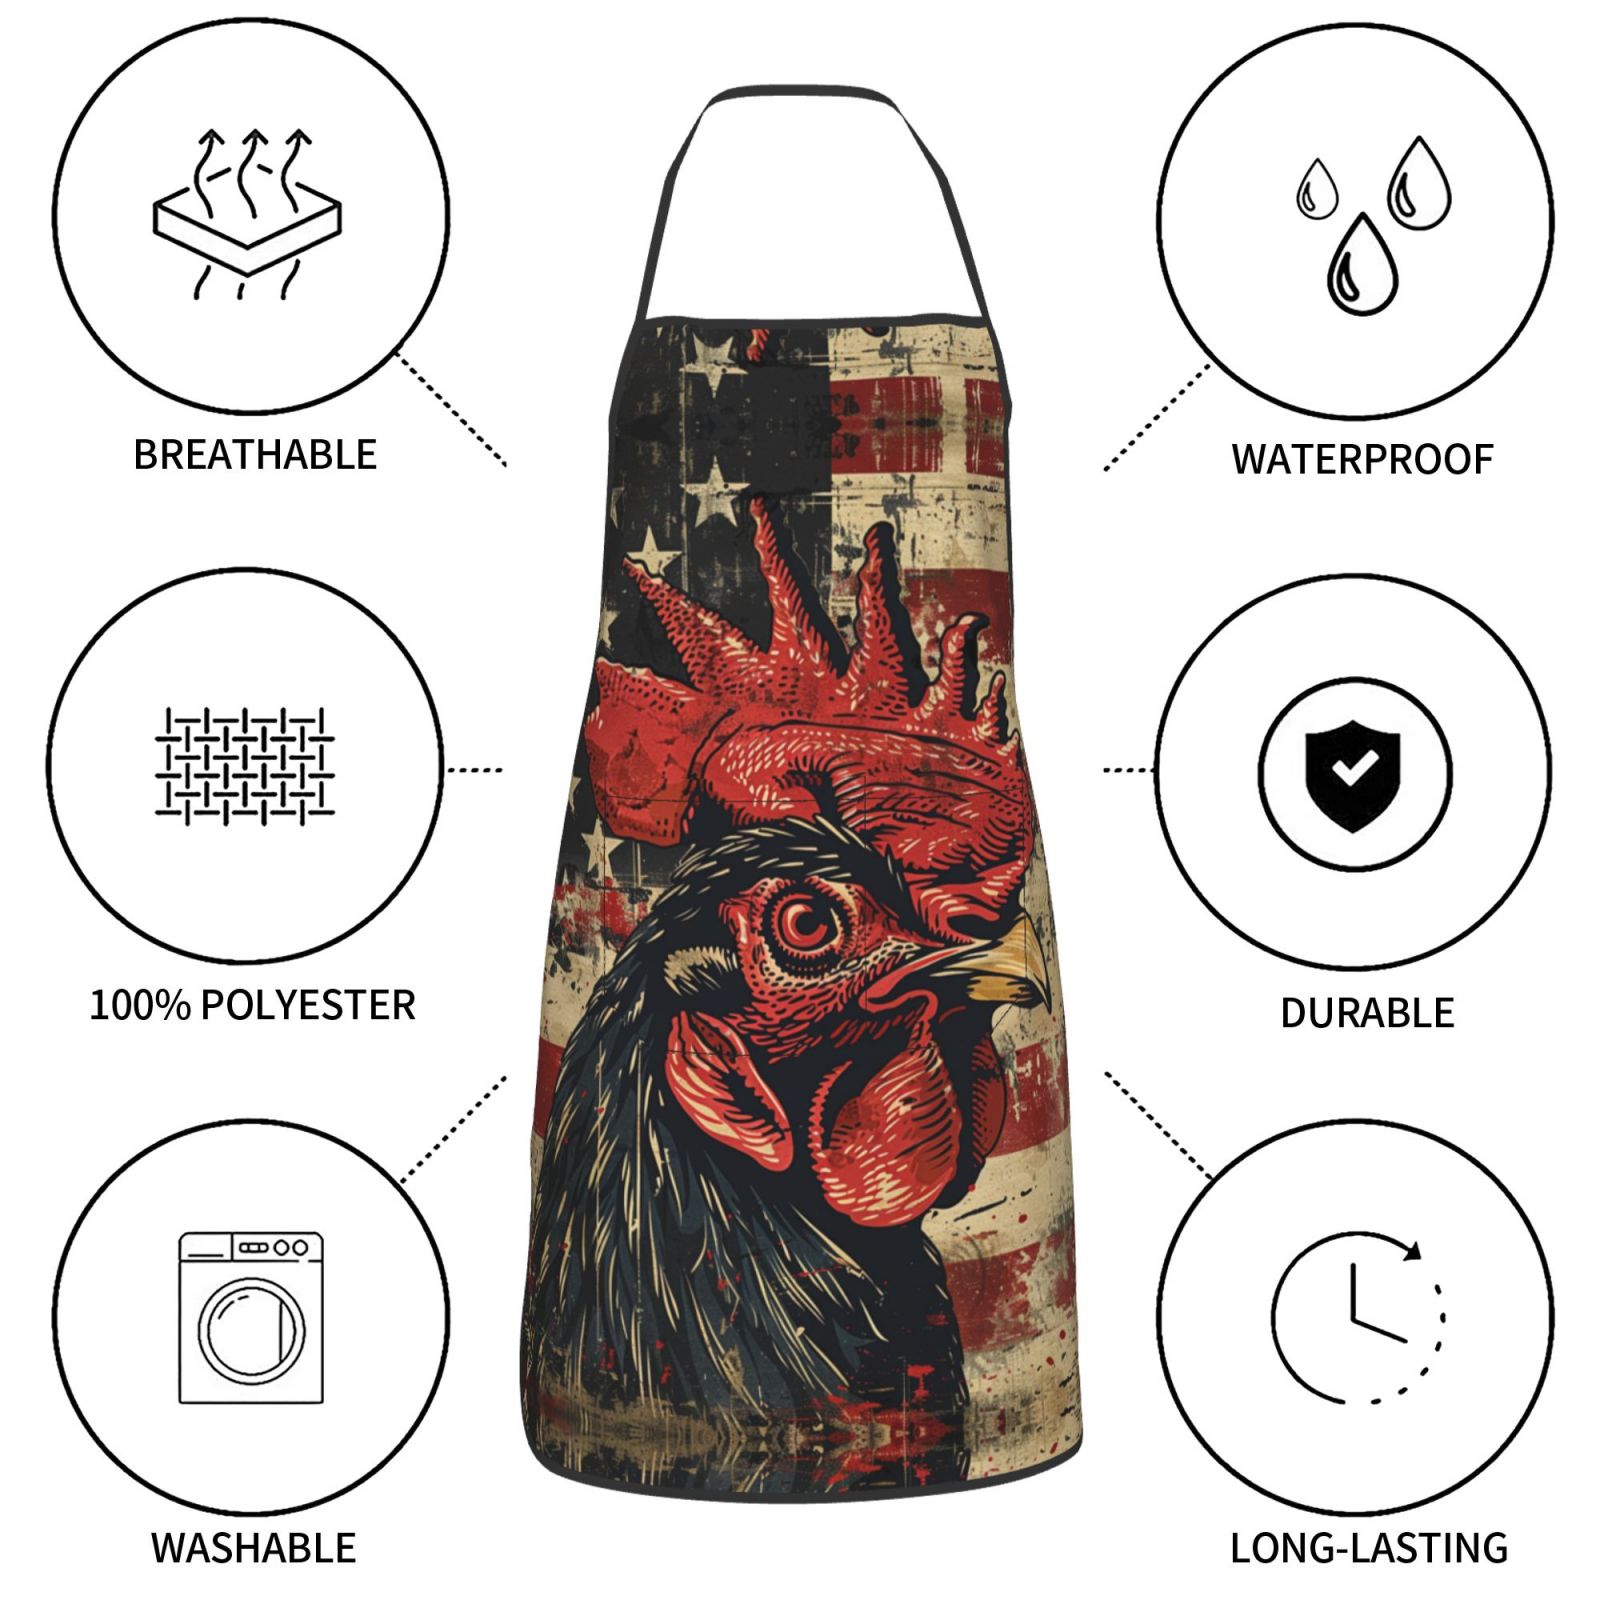 BREATHABLE
WATERPROOF
100% POLYESTER
DURABLE
WASHABLE
LONG-LASTING